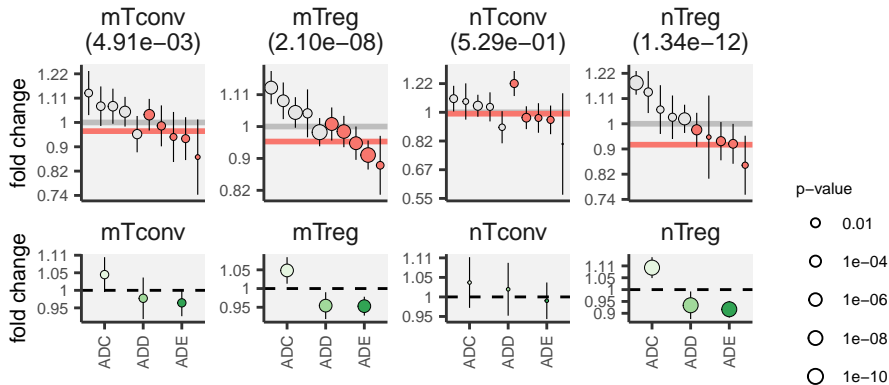 mTconv
(4.91e−03)
mTreg
(2.10e−08)
nTconv
(5.29e−01)
nTreg
(1.34e−12)
fold change
1.22
1.11
1
0.9
0.82
0.74
1.11
1
0.9
0.82
1.22
1
0.82
0.67
0.55
1.22
1.11
1
0.9
0.82
0.74
mTconv
mTreg
nTconv
nTreg
fold change
1.11
1.05
1
0.95
1.05
1
0.95
1.11
1.05
1
0.95
1.11
1.05
1
0.95
0.9
ADC
ADD
ADE
ADC
ADD
ADE
ADC
ADD
ADE
ADC
ADD
ADE
p−value
0.01
1e−04
1e−06
1e−08
1e−10